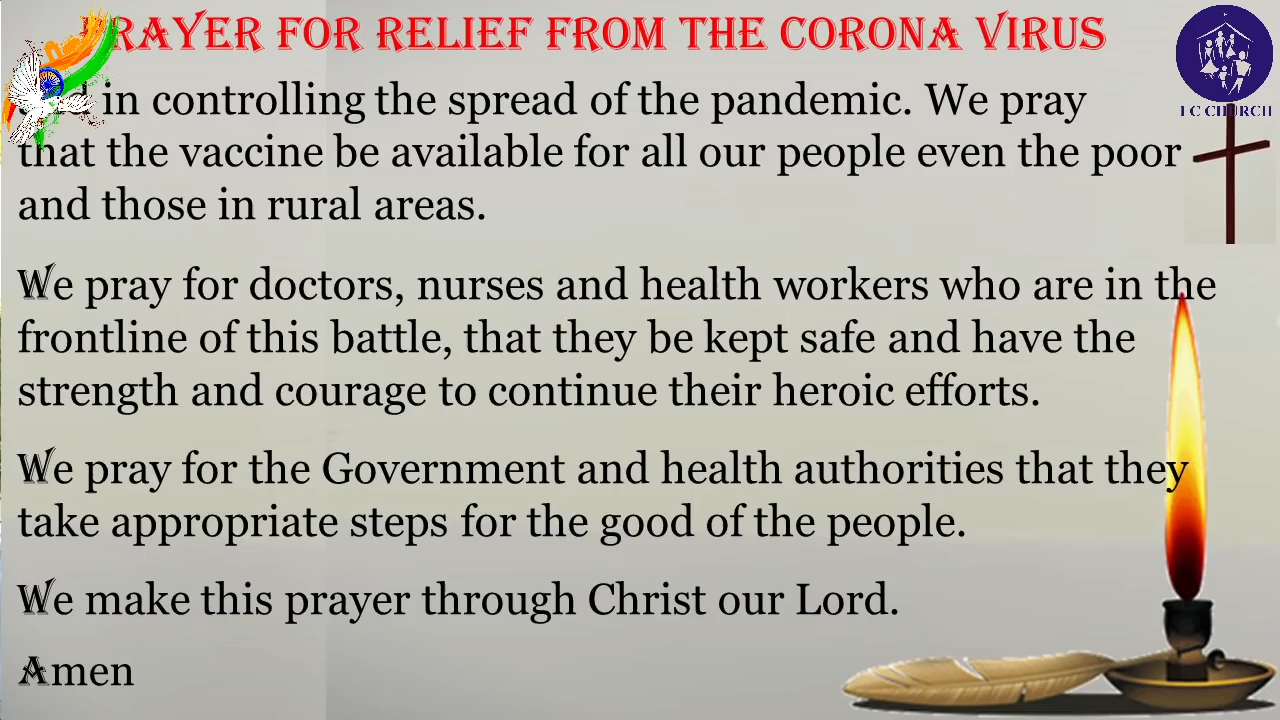 PRAYER FOR RELIEF FROM THE CORONA VIRUS
I C CHURCH
in controlling the spread of the pandemic. We pray
that the vaccine be available for all our people even the poor
and those in rural areas.
We pray for doctors, nurses and health workers who are in the
frontline of this battle, that they be kept safe and have the
strength and courage to continue their heroic efforts.
We pray for the Government and health authorities that they
take appropriate steps for the good of the people.
We make this prayer through Christ our Lord.
Amen